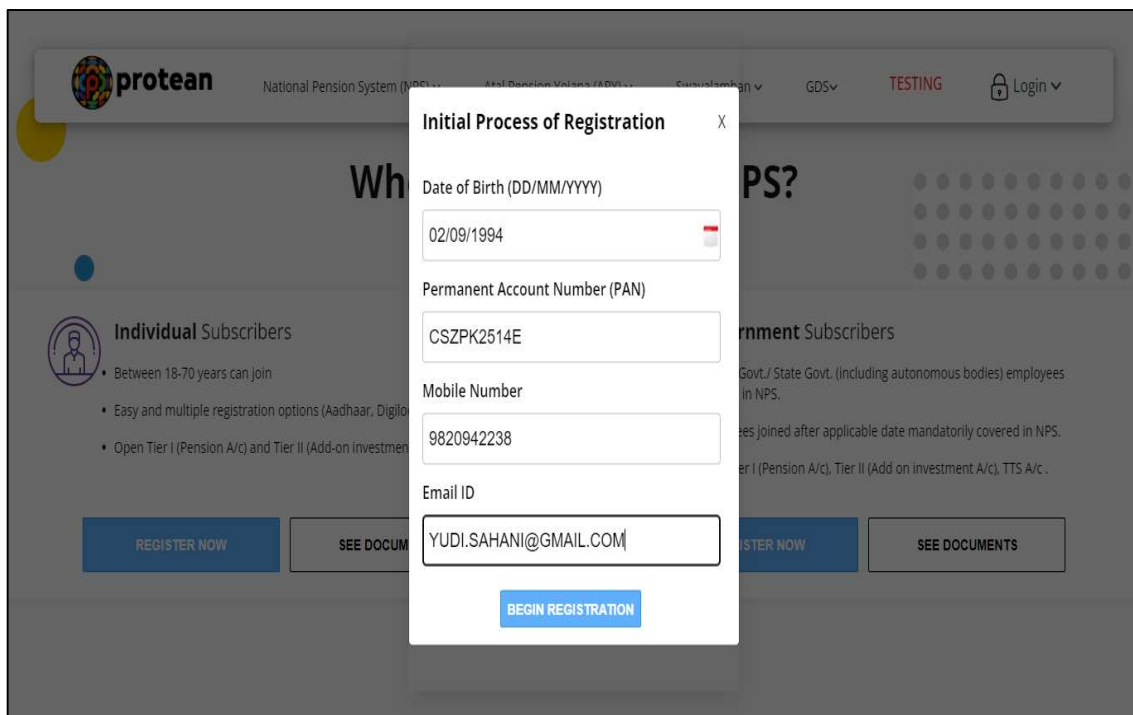 protean
National Pension System (NPS)
Atal Pension Yojana (APY)
Swavalamban
GDS
TESTING
Login
Initial Process of Registration X
Wh
PS?
Date of Birth (DD/MM/YYYY)
02/09/1994
Permanent Account Number (PAN)
CSZPK2514E
Mobile Number
9820942238
Email ID
YUDI.SAHANI@GMAIL.COM
BEGIN REGISTRATION
Individual Subscribers
• Between 18-70 years can join
• Easy and multiple registration options (Aadhaar, Digilo
• Open Tier I (Pension A/c) and Tier II (Add-on investmen
REGISTER NOW
SEE DOCUM
rnment Subscribers
Govt./ State Govt. (including autonomous bodies) employees
in NPS.
ees joined after applicable date mandatorily covered in NPS.
er I (Pension A/c), Tier II (Add on investment A/c), TTS A/c .
ISTER NOW
SEE DOCUMENTS